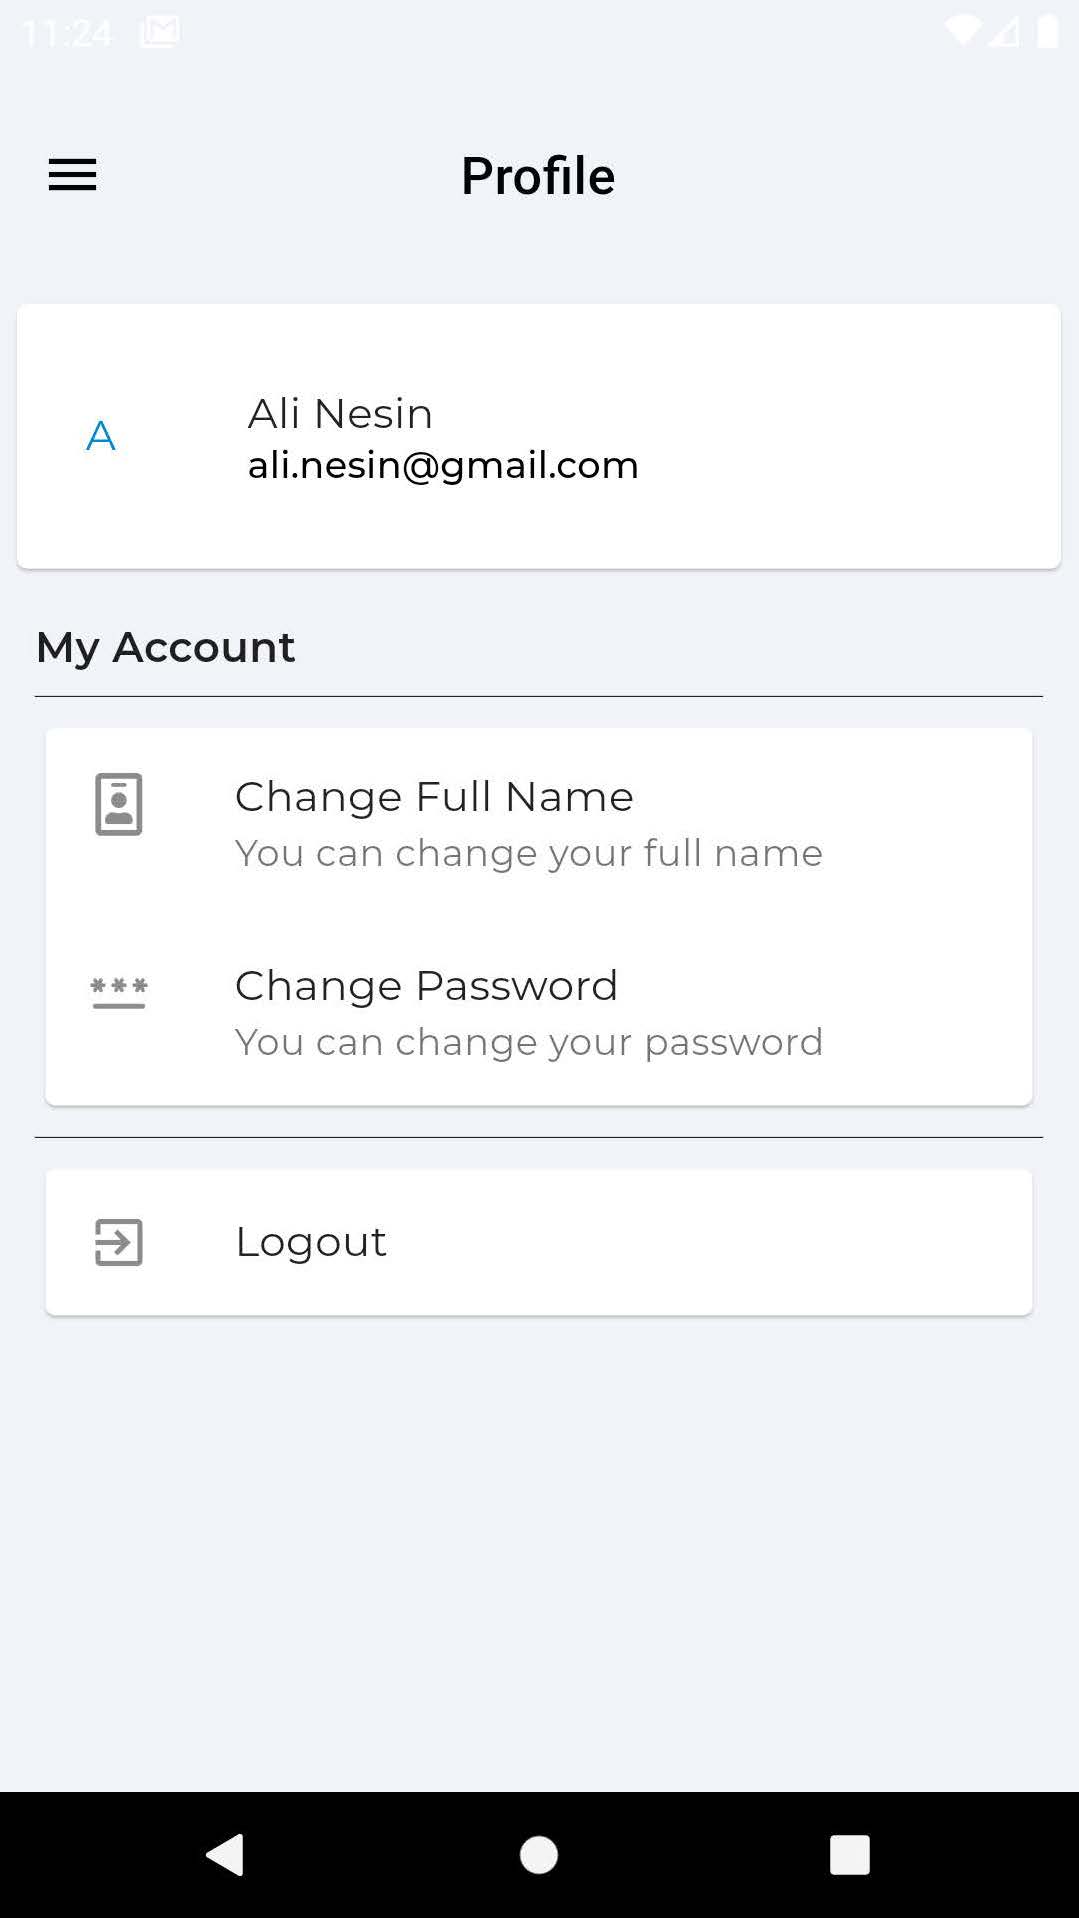 11:24
Profile
A
Ali Nesin
ali.nesin@gmail.com
My Account
Change Full Name
You can change your full name
***
Change Password
You can change your password
Logout